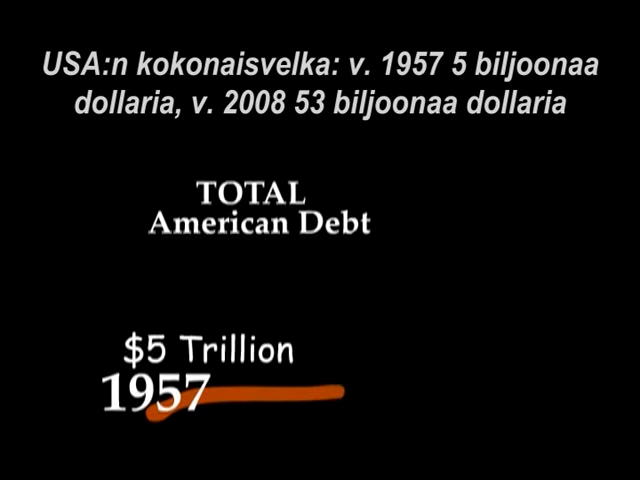 USA:n kokonaisvelka: v. 1957 5 biljoonaa
dollaria, v. 2008 53 biljoonaa dollaria
TOTAL
American Debt
$5 Trillion
1957